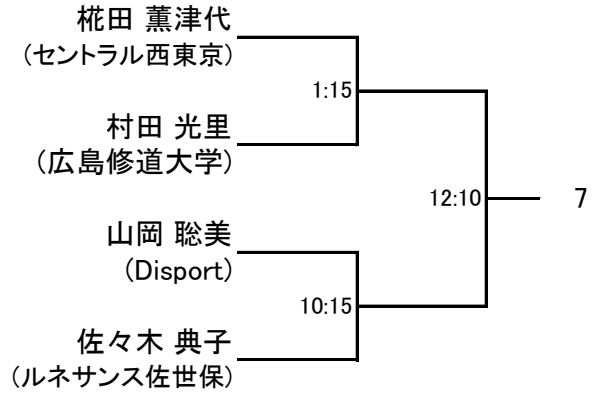 椛田 薫津代
(セントラル西東京)
1:15
村田 光里
(広島修道大学)
12:10
7
山岡 聡美
(Disport)
10:15
佐々木 典子
(ルネサンス佐世保)